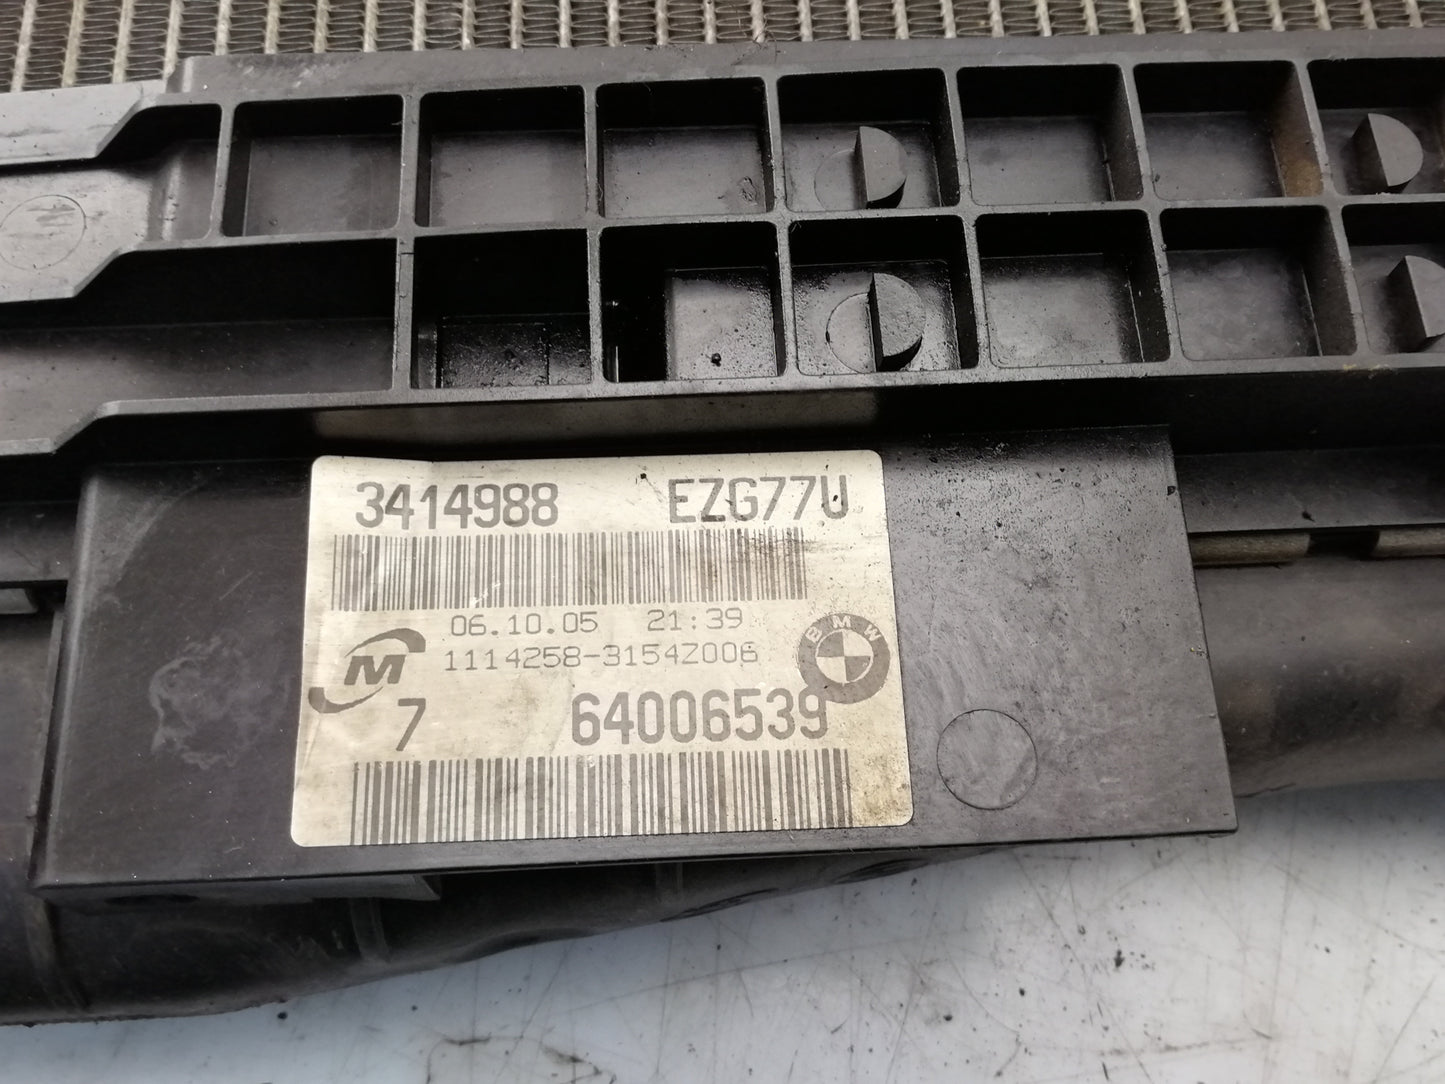 3414988 EZG77U
06.10.05 21:39
1114258-3154Z006
M
BMW
7 64006539